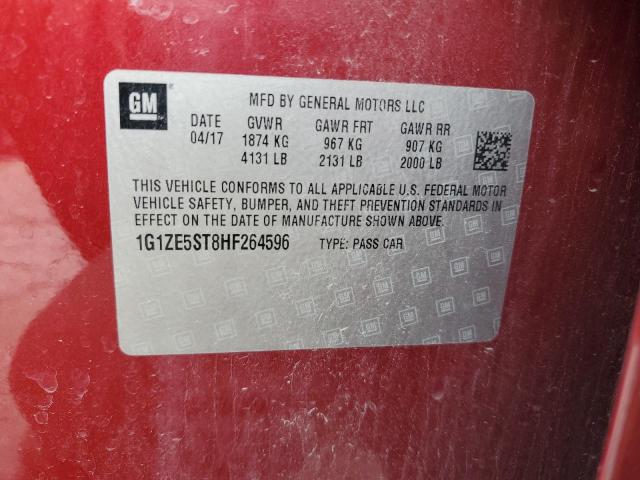 GM
MFD BY GENERAL MOTORS LLC
DATE GVWR GAWR FRT GAWR RR
04/17 1874 KG 967 KG 907 KG
4131 LB 2131 LB 2000 LB
THIS VEHICLE CONFORMS TO ALL APPLICABLE U.S. FEDERAL MOTOR
VEHICLE SAFETY, BUMPER, AND THEFT PREVENTION STANDARDS IN
EFFECT ON THE DATE OF MANUFACTURE SHOWN ABOVE.
1G1ZE5ST8HF264596 TYPE: PASS CAR